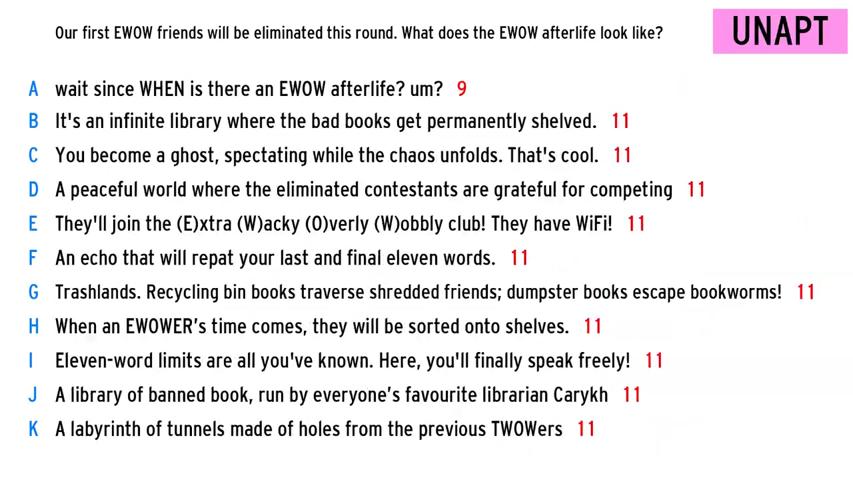 Our first EWOW friends will be eliminated this round. What does the EWOW afterlife look like?
UNAPT
A wait since WHEN is there an EWOW afterlife? um? 9
B It's an infinite library where the bad books get permanently shelved. 11
C You become a ghost, spectating while the chaos unfolds. That's cool. 11
D A peaceful world where the eliminated contestants are grateful for competing 11
E They'll join the (E)xtra (W)acky (O)verly (W)obbly club! They have WiFi! 11
F An echo that will repat your last and final eleven words. 11
G Trashlands. Recycling bin books traverse shredded friends; dumpster books escape bookworms! 11
H When an EWOWER’s time comes, they will be sorted onto shelves. 11
I Eleven-word limits are all you've known. Here, you'll finally speak freely! 11
J A library of banned book, run by everyone’s favourite librarian Carykh 11
K A labyrinth of tunnels made of holes from the previous TWOWers 11